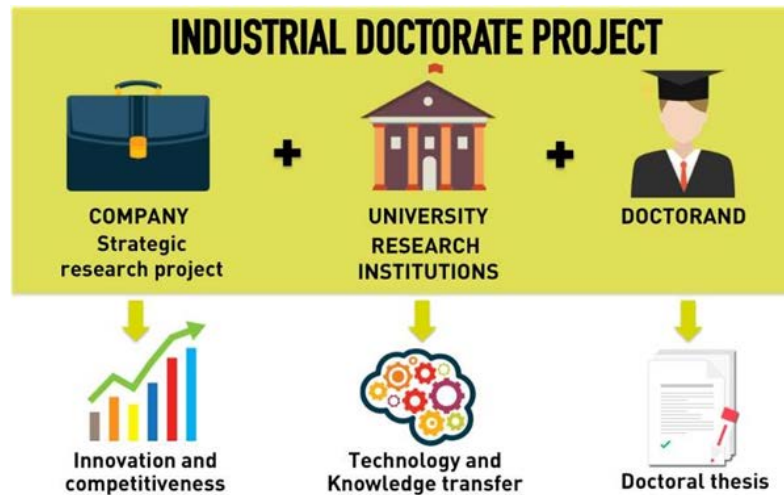 INDUSTRIAL DOCTORATE PROJECT
COMPANY
Strategic
research project
UNIVERSITY
RESEARCH
INSTITUTIONS
DOCTORAND
Innovation and
competitiveness
Technology and
Knowledge transfer
Doctoral thesis